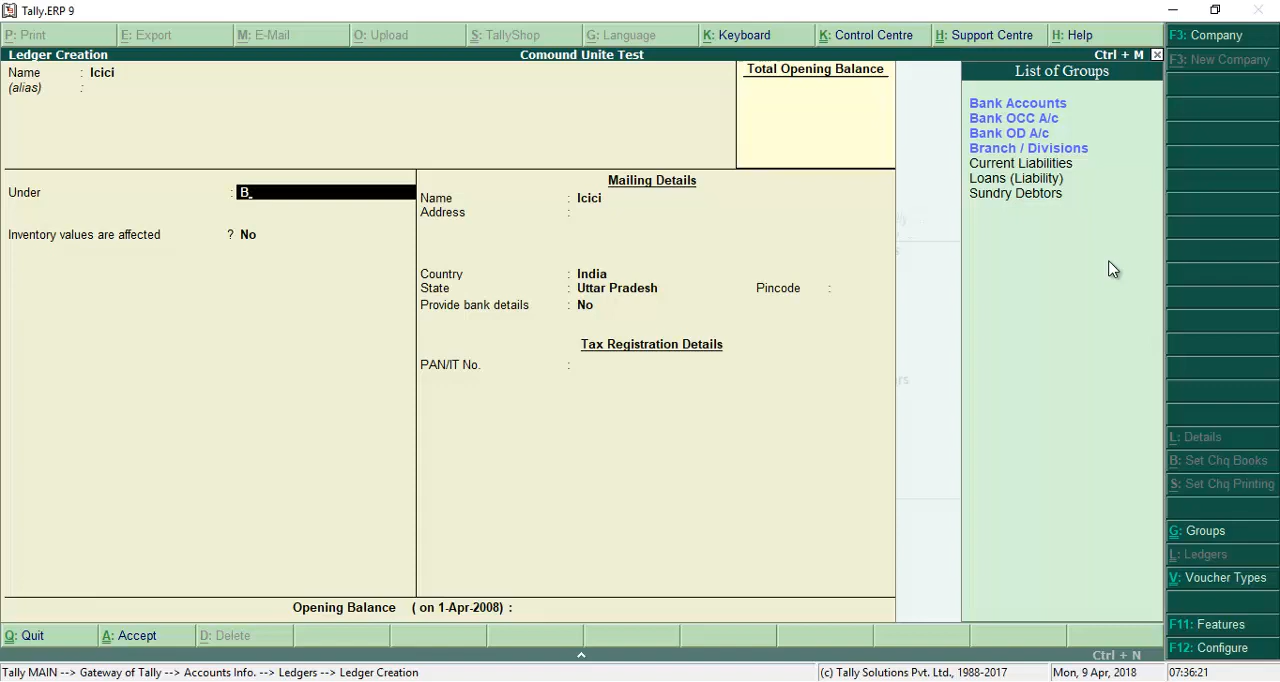 Tally.ERP 9
P: Print E: Export M: E-Mail O: Upload S: TallyShop G: Language K: Keyboard K: Control Centre H: Support Centre H: Help
F3: Company
F3: New Company
Ledger Creation Comound Unite Test Ctrl + M
Name : Icici
(alias) :
Total Opening Balance
List of Groups
Bank Accounts
Bank OCC A/c
Bank OD A/c
Branch / Divisions
Current Liabilities
Loans (Liability)
Sundry Debtors
Under : B
Inventory values are affected ? No
Mailing Details
Name : Icici
Address :
Country : India
State : Uttar Pradesh Pincode :
Provide bank details : No
Tax Registration Details
PAN/IT No. :
L: Details
B: Set Chq Books
S: Set Chq Printing
G: Groups
L: Ledgers
V: Voucher Types
F11: Features
F12: Configure
Opening Balance ( on 1-Apr-2008) :
Q: Quit A: Accept D: Delete
Ctrl + N
Tally MAIN --> Gateway of Tally --> Accounts Info. --> Ledgers --> Ledger Creation (c) Tally Solutions Pvt. Ltd., 1988-2017 Mon, 9 Apr, 2018 07:36:21